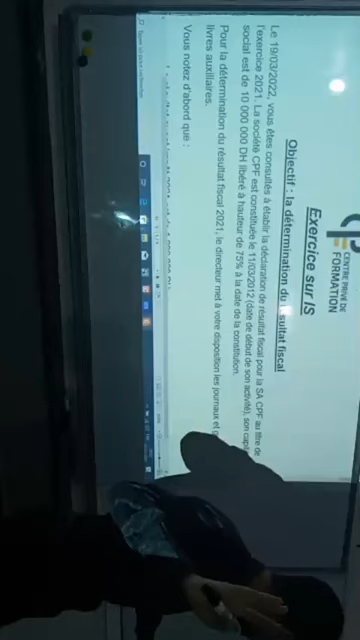 CENTRE PRIVE DE
FORMATION
Exercice sur IS
Objectif : la détermination du résultat fiscal
Le 19/03/2022, vous êtes consultés à établir la déclaration de résultat fiscal pour la SA CPF au titre de
l'exercice 2021. La société CPF est constituée le 11/03/2012 (date de début de son activité), son capital
social est de 10 000 000 DH libéré à hauteur de 75% à la date de la constitution.
Pour la détermination du résultat fiscal 2021, le directeur met à votre disposition les journaux et
livres auxiliaires.
Vous notez d'abord que :